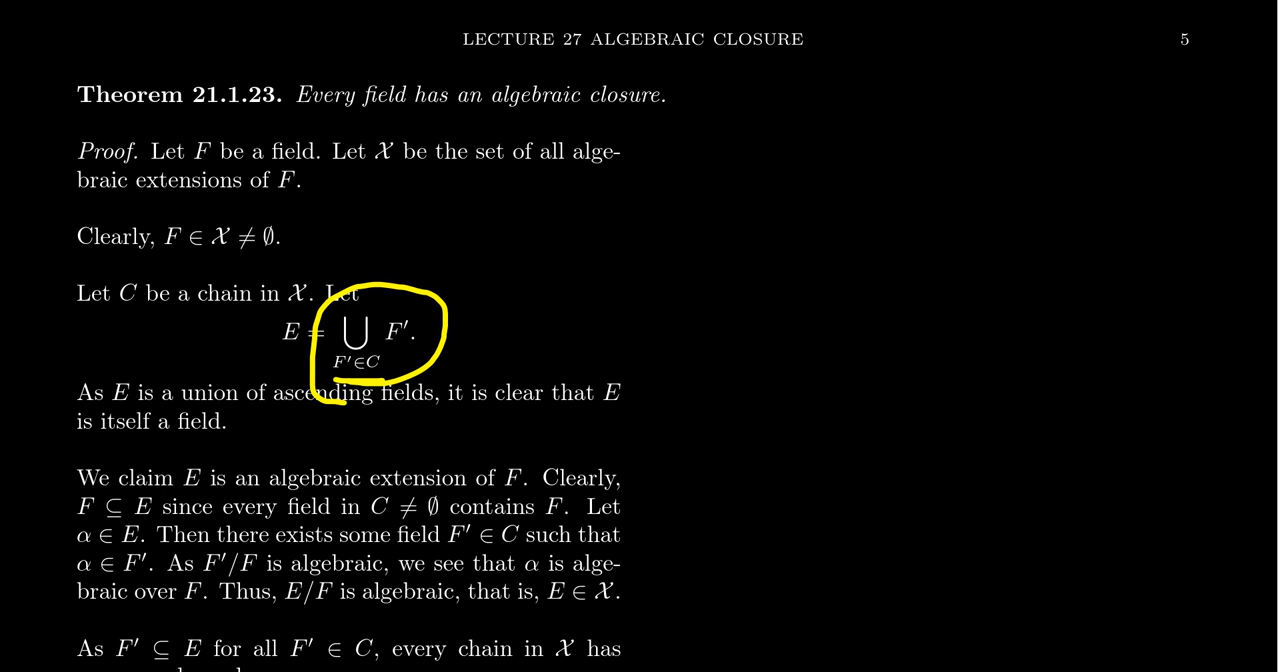 LECTURE 27 ALGEBRAIC CLOSURE 5
Theorem 21.1.23. Every field has an algebraic closure.
Proof. Let F be a field. Let 𝒳 be the set of all alge-
braic extensions of F.
Clearly, F ∈ 𝒳 ≠ ∅.
Let C be a chain in 𝒳. Let
E = ⋃ F′.
F′∈C
As E is a union of ascending fields, it is clear that E
is itself a field.
We claim E is an algebraic extension of F. Clearly,
F ⊆ E since every field in C ≠ ∅ contains F. Let
α ∈ E. Then there exists some field F′ ∈ C such that
α ∈ F′. As F′/F is algebraic, we see that α is alge-
braic over F. Thus, E/F is algebraic, that is, E ∈ 𝒳.
As F′ ⊆ E for all F′ ∈ C, every chain in 𝒳 has